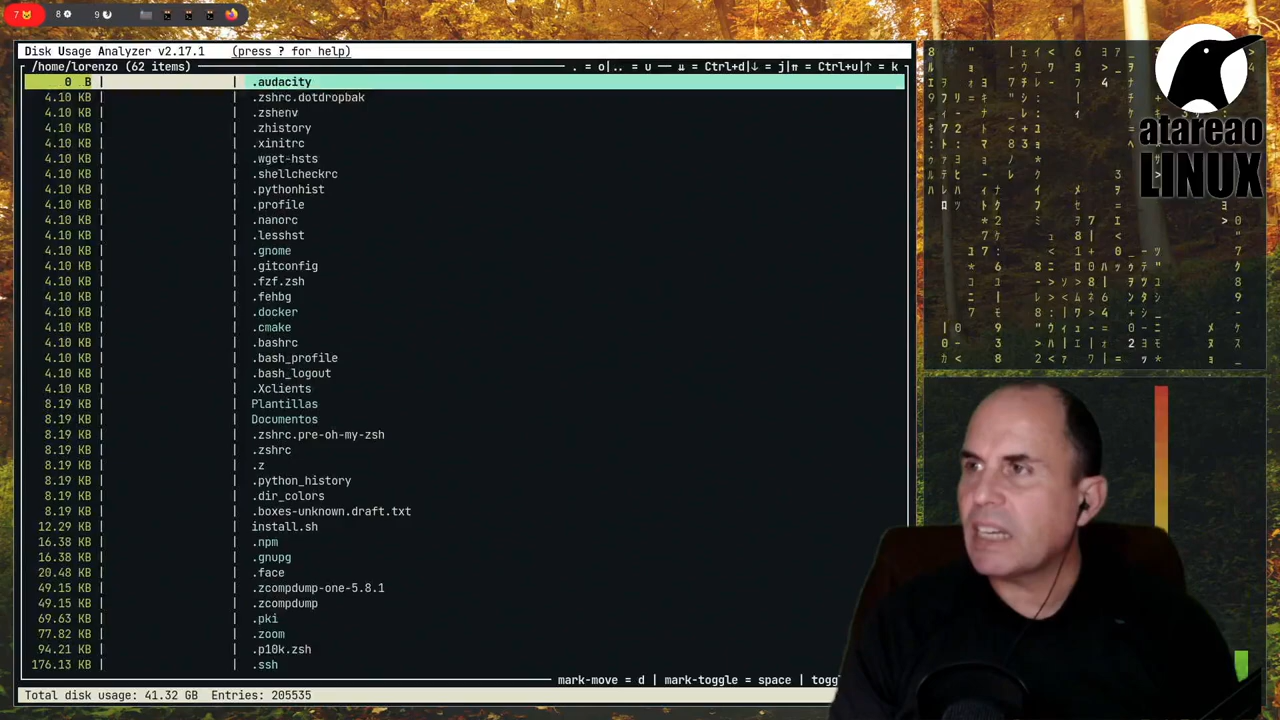 7 8 9
Disk Usage Analyzer v2.17.1 (press ? for help)
/home/lorenzo (62 items) . = o|.. = u ── ⇊ = Ctrl+d|↓ = j|⇈ = Ctrl+u|↑ = k
0 B | | .audacity
4.10 KB | | .zshrc.dotdropbak
4.10 KB | | .zshenv
4.10 KB | | .zhistory
4.10 KB | | .xinitrc
4.10 KB | | .wget-hsts
4.10 KB | | .shellcheckrc
4.10 KB | | .pythonhist
4.10 KB | | .profile
4.10 KB | | .nanorc
4.10 KB | | .lesshst
4.10 KB | | .gnome
4.10 KB | | .gitconfig
4.10 KB | | .fzf.zsh
4.10 KB | | .fehbg
4.10 KB | | .docker
4.10 KB | | .cmake
4.10 KB | | .bashrc
4.10 KB | | .bash_profile
4.10 KB | | .bash_logout
4.10 KB | | .Xclients
8.19 KB | | Plantillas
8.19 KB | | Documentos
8.19 KB | | .zshrc.pre-oh-my-zsh
8.19 KB | | .zshrc
8.19 KB | | .z
8.19 KB | | .python_history
8.19 KB | | .dir_colors
8.19 KB | | .boxes-unknown.draft.txt
12.29 KB | | install.sh
16.38 KB | | .npm
16.38 KB | | .gnupg
20.48 KB | | .face
49.15 KB | | .zcompdump-one-5.8.1
49.15 KB | | .zcompdump
69.63 KB | | .pki
77.82 KB | | .zoom
94.21 KB | | .p10k.zsh
176.13 KB | | .ssh
mark-move = d | mark-toggle = space | togg
Total disk usage: 41.32 GB Entries: 205535
atareao
LINUX